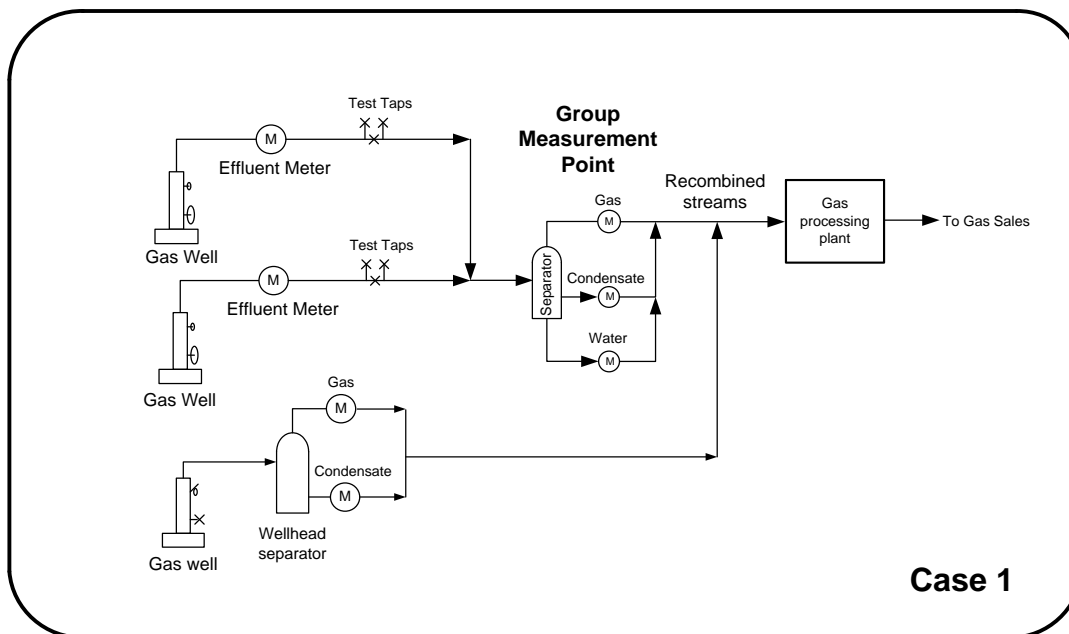 Test Taps
M
Effluent Meter
Gas Well
Test Taps
M
Effluent Meter
Gas Well
Group
Measurement
Point
Separator
Gas
M
Condensate
M
Water
M
Recombined
streams
Gas
processing
plant
To Gas Sales
Gas
M
Condensate
M
Wellhead
separator
Gas well
Case 1